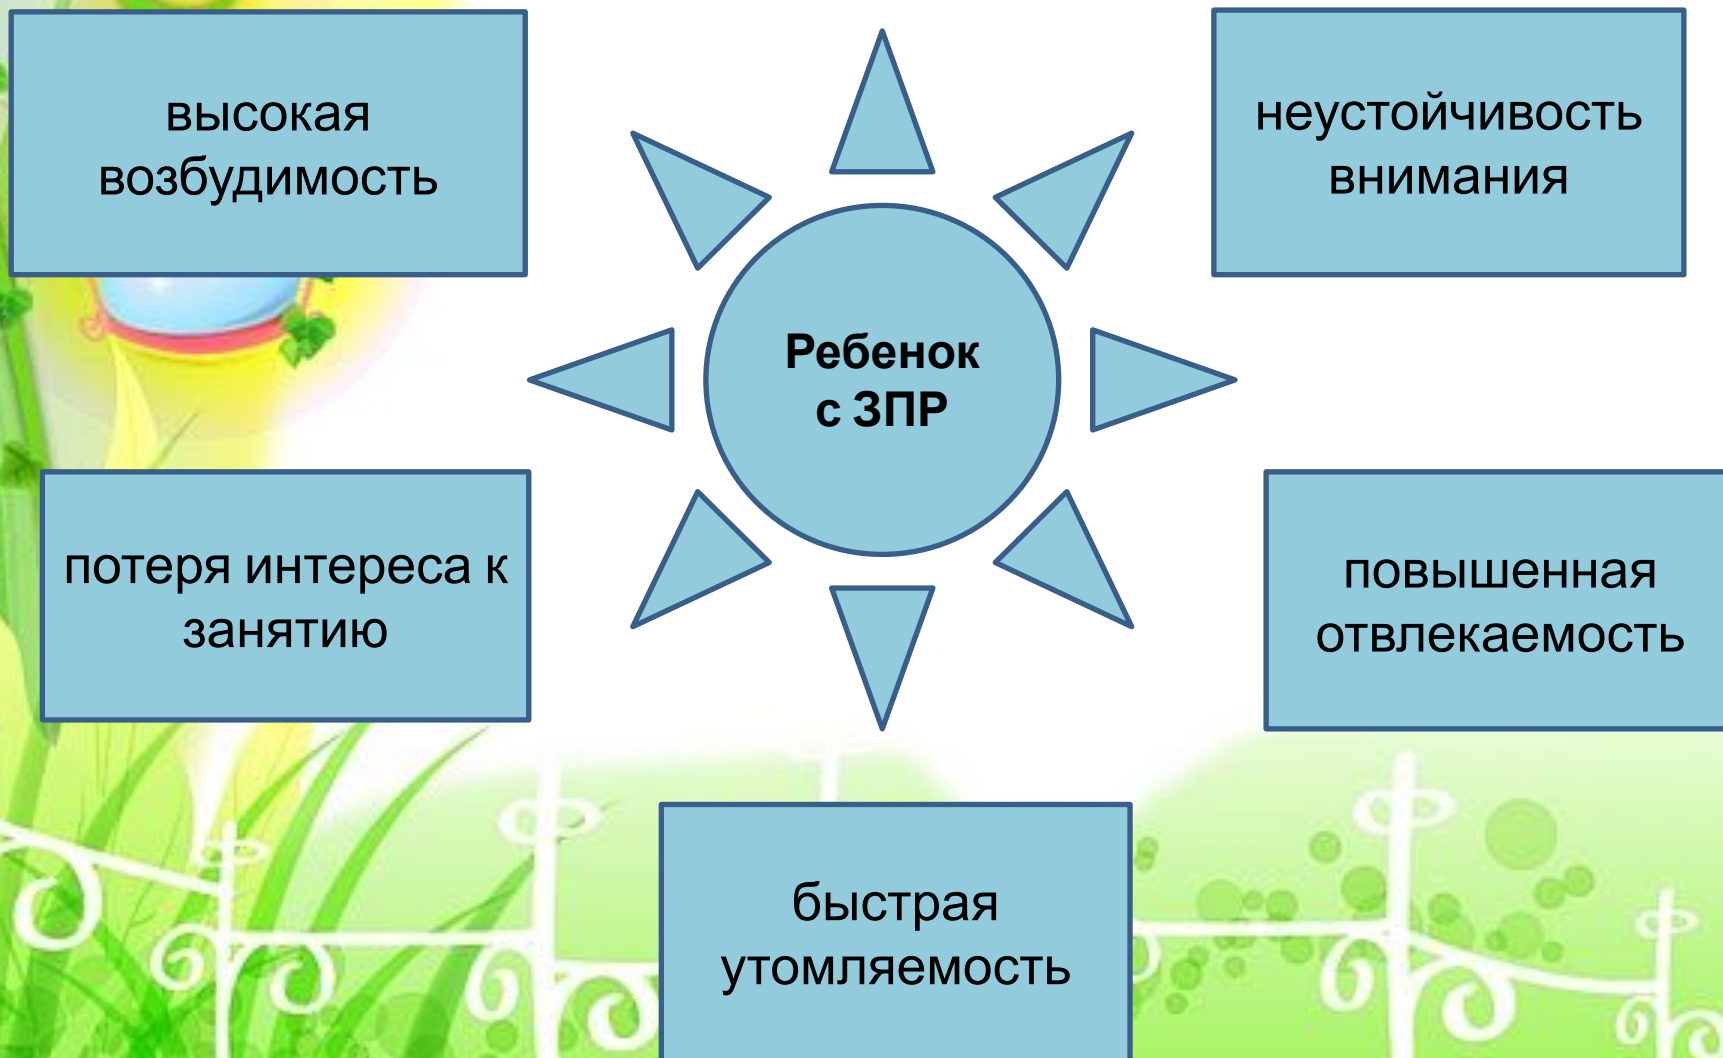 высокая
возбудимость
неустойчивость
внимания
Ребенок
с ЗПР
потеря интереса к
занятию
повышенная
отвлекаемость
быстрая
утомляемость